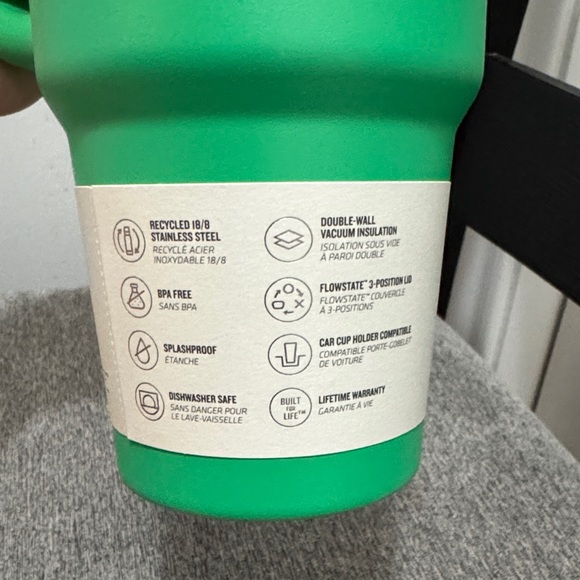 RECYCLED 18/8
STAINLESS STEEL
RECYCLÉ ACIER
INOXYDABLE 18/8
BPA FREE
SANS BPA
SPLASHPROOF
ÉTANCHE
DISHWASHER SAFE
SANS DANGER POUR
LE LAVE-VAISSELLE
DOUBLE-WALL
VACUUM INSULATION
ISOLATION SOUS VIDE
À PAROI DOUBLE
FLOWSTATE™ 3-POSITION LID
FLOWSTATE™ COUVERCLE
À 3-POSITIONS
CAR CUP HOLDER COMPATIBLE
COMPATIBLE PORTE-GOBELET
DE VOITURE
BUILT
FOR
LIFE™
LIFETIME WARRANTY
GARANTIE À VIE